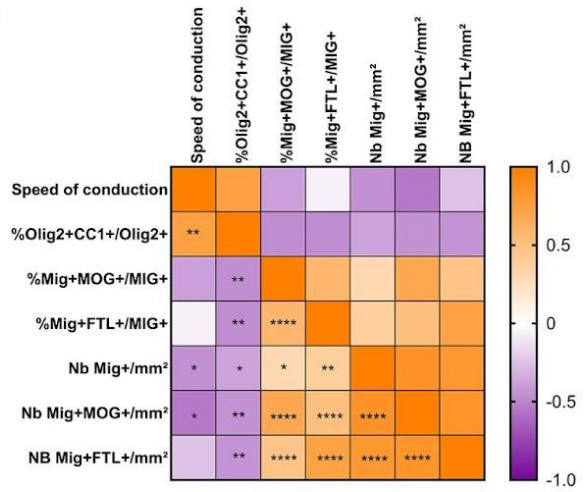 Speed of conduction
%Olig2+CC1+/Olig2+
%Mig+MOG+/MIG+
%Mig+FTL+/MIG+
Nb Mig+/mm²
Nb Mig+MOG+/mm²
NB Mig+FTL+/mm²
Speed of conduction
%Olig2+CC1+/Olig2+ **
%Mig+MOG+/MIG+ **
%Mig+FTL+/MIG+ ** ****
Nb Mig+/mm² * * * **
Nb Mig+MOG+/mm² * ** **** **** ****
NB Mig+FTL+/mm² ** **** **** **** ****
1.0
0.5
0
-0.5
-1.0